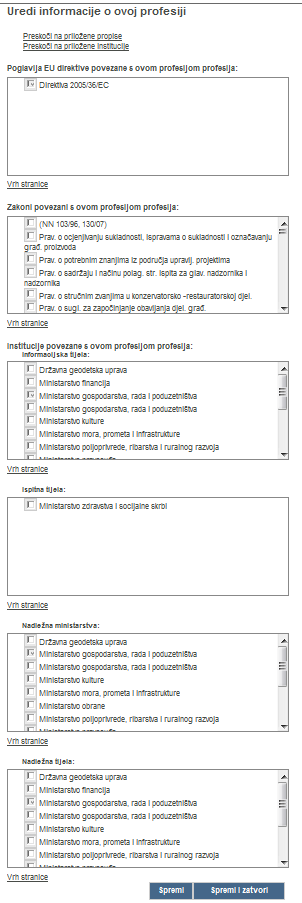 Uredi informacije o ovoj profesiji
Preskoči na priložene propise
Preskoči na priložene institucije
Poglavlja EU direktive povezane s ovom profesijom profesija:
Direktiva 2005/36/EC
Vrh stranice
Zakoni povezani s ovom profesijom profesija:
(NN 103/96, 130/07)
Prav. o ocjenjivanju sukladnosti, ispravama o sukladnosti i označavanju
građ. proizvoda
Prav. o potrebnim znanjima iz područja upravlj. projektima
Prav. o sadržaju i načinu polag. str. ispita za glav. nadzornika i
nadzornika
Prav. o stručnim zvanjima u konzervatorsko -restauratorskoj djel.
Prav. o sugl. za započinjanje obavljanja djel. građ.
Vrh stranice
Institucije povezane s ovom profesijom profesija:
Informacijska tijela:
Državna geodetska uprava
Ministarstvo financija
Ministarstvo gospodarstva, rada i poduzetništva
Ministarstvo gospodarstva, rada i poduzetništva
Ministarstvo kulture
Ministarstvo mora, prometa i infrastrukture
Ministarstvo poljoprivrede, ribarstva i ruralnog razvoja
Vrh stranice
Ispitna tijela:
Ministarstvo zdravstva i socijalne skrbi
Vrh stranice
Nadležna ministarstva:
Državna geodetska uprava
Ministarstvo gospodarstva, rada i poduzetništva
Ministarstvo gospodarstva, rada i poduzetništva
Ministarstvo kulture
Ministarstvo mora, prometa i infrastrukture
Ministarstvo obrane
Ministarstvo poljoprivrede, ribarstva i ruralnog razvoja
Vrh stranice
Nadležna tijela:
Državna geodetska uprava
Ministarstvo financija
Ministarstvo gospodarstva, rada i poduzetništva
Ministarstvo gospodarstva, rada i poduzetništva
Ministarstvo kulture
Ministarstvo mora, prometa i infrastrukture
Ministarstvo poljoprivrede, ribarstva i ruralnog razvoja
Vrh stranice
Spremi Spremi i zatvori